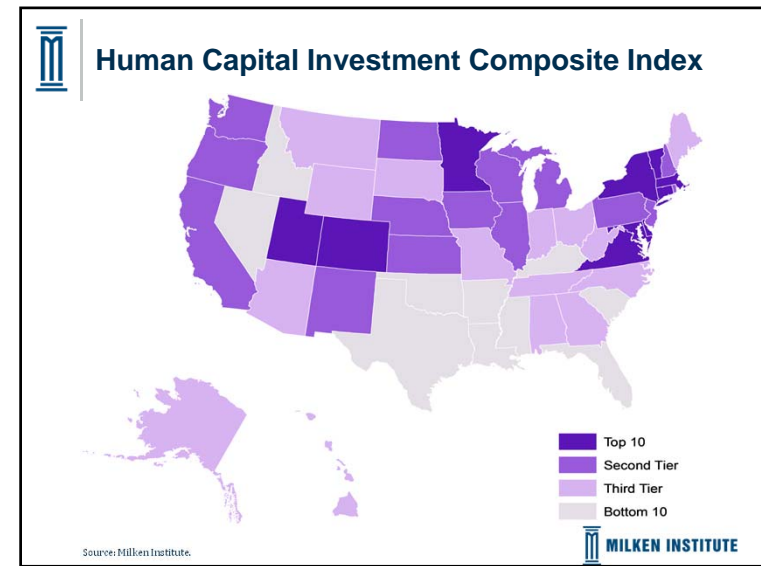 Human Capital Investment Composite Index
Top 10
Second Tier
Third Tier
Bottom 10
Source: Milken Institute.
MILKEN INSTITUTE